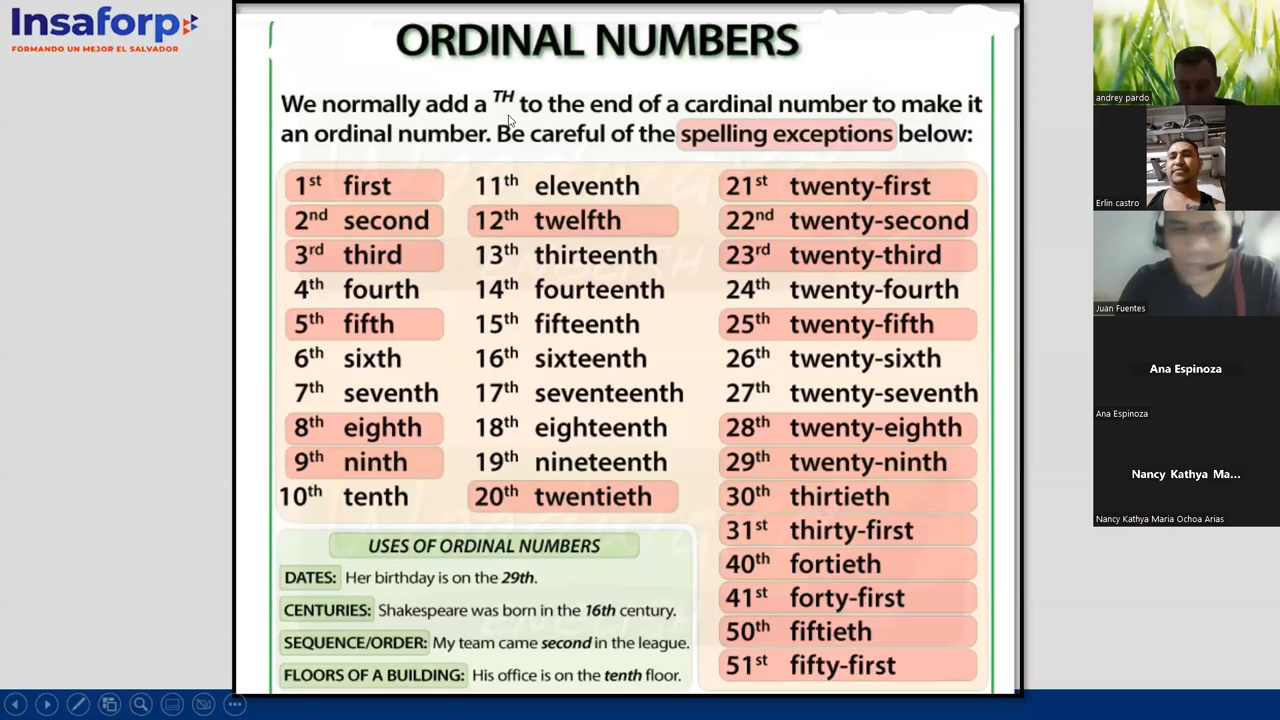 Insaforp
FORMANDO UN MEJOR EL SALVADOR
ORDINAL NUMBERS
We normally add a TH to the end of a cardinal number to make it
an ordinal number. Be careful of the spelling exceptions below:
1st first
2nd second
3rd third
4th fourth
5th fifth
6th sixth
7th seventh
8th eighth
9th ninth
10th tenth
11th eleventh
12th twelfth
13th thirteenth
14th fourteenth
15th fifteenth
16th sixteenth
17th seventeenth
18th eighteenth
19th nineteenth
20th twentieth
21st twenty-first
22nd twenty-second
23rd twenty-third
24th twenty-fourth
25th twenty-fifth
26th twenty-sixth
27th twenty-seventh
28th twenty-eighth
29th twenty-ninth
30th thirtieth
31st thirty-first
40th fortieth
41st forty-first
50th fiftieth
51st fifty-first
USES OF ORDINAL NUMBERS
DATES: Her birthday is on the 29th.
CENTURIES: Shakespeare was born in the 16th century.
SEQUENCE/ORDER: My team came second in the league.
FLOORS OF A BUILDING: His office is on the tenth floor.
andrey pardo
Erlin castro
Juan Fuentes
Ana Espinoza
Ana Espinoza
Nancy Kathya Ma...
Nancy Kathya Maria Ochoa Arias